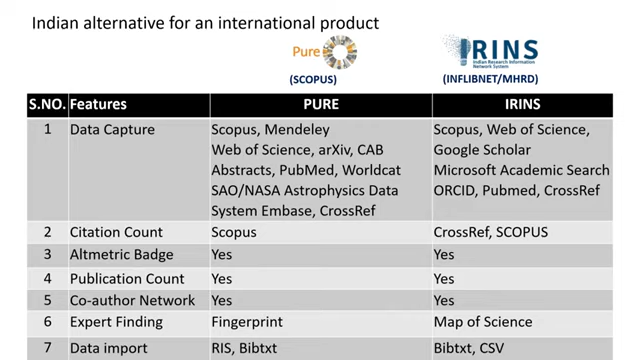 Indian alternative for an international product
Pure
IRINS
Indian Research Information
Network System
(SCOPUS)
(INFLIBNET/MHRD)
S.NO. Features PURE IRINS
1 Data Capture Scopus, Mendeley Scopus, Web of Science,
Web of Science, arXiv, CAB Google Scholar
Abstracts, PubMed, Worldcat Microsoft Academic Search
SAO/NASA Astrophysics Data ORCID, Pubmed, CrossRef
System Embase, CrossRef
2 Citation Count Scopus CrossRef, SCOPUS
3 Altmetric Badge Yes Yes
4 Publication Count Yes Yes
5 Co-author Network Yes Yes
6 Expert Finding Fingerprint Map of Science
7 Data import RIS, Bibtxt Bibtxt, CSV